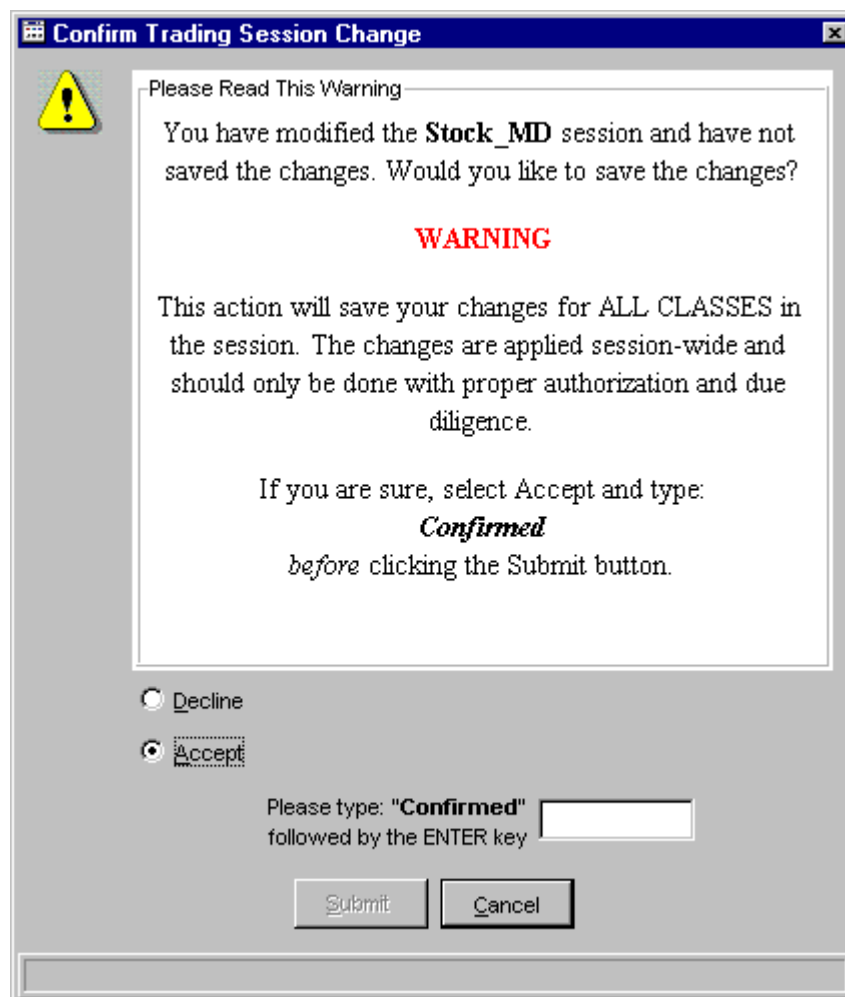 Confirm Trading Session Change
Please Read This Warning
You have modified the Stock_MD session and have not
saved the changes. Would you like to save the changes?
WARNING
This action will save your changes for ALL CLASSES in
the session. The changes are applied session-wide and
should only be done with proper authorization and due
diligence.
If you are sure, select Accept and type:
Confirmed
before clicking the Submit button.
Decline
Accept
Please type: "Confirmed"
followed by the ENTER key
Submit
Cancel